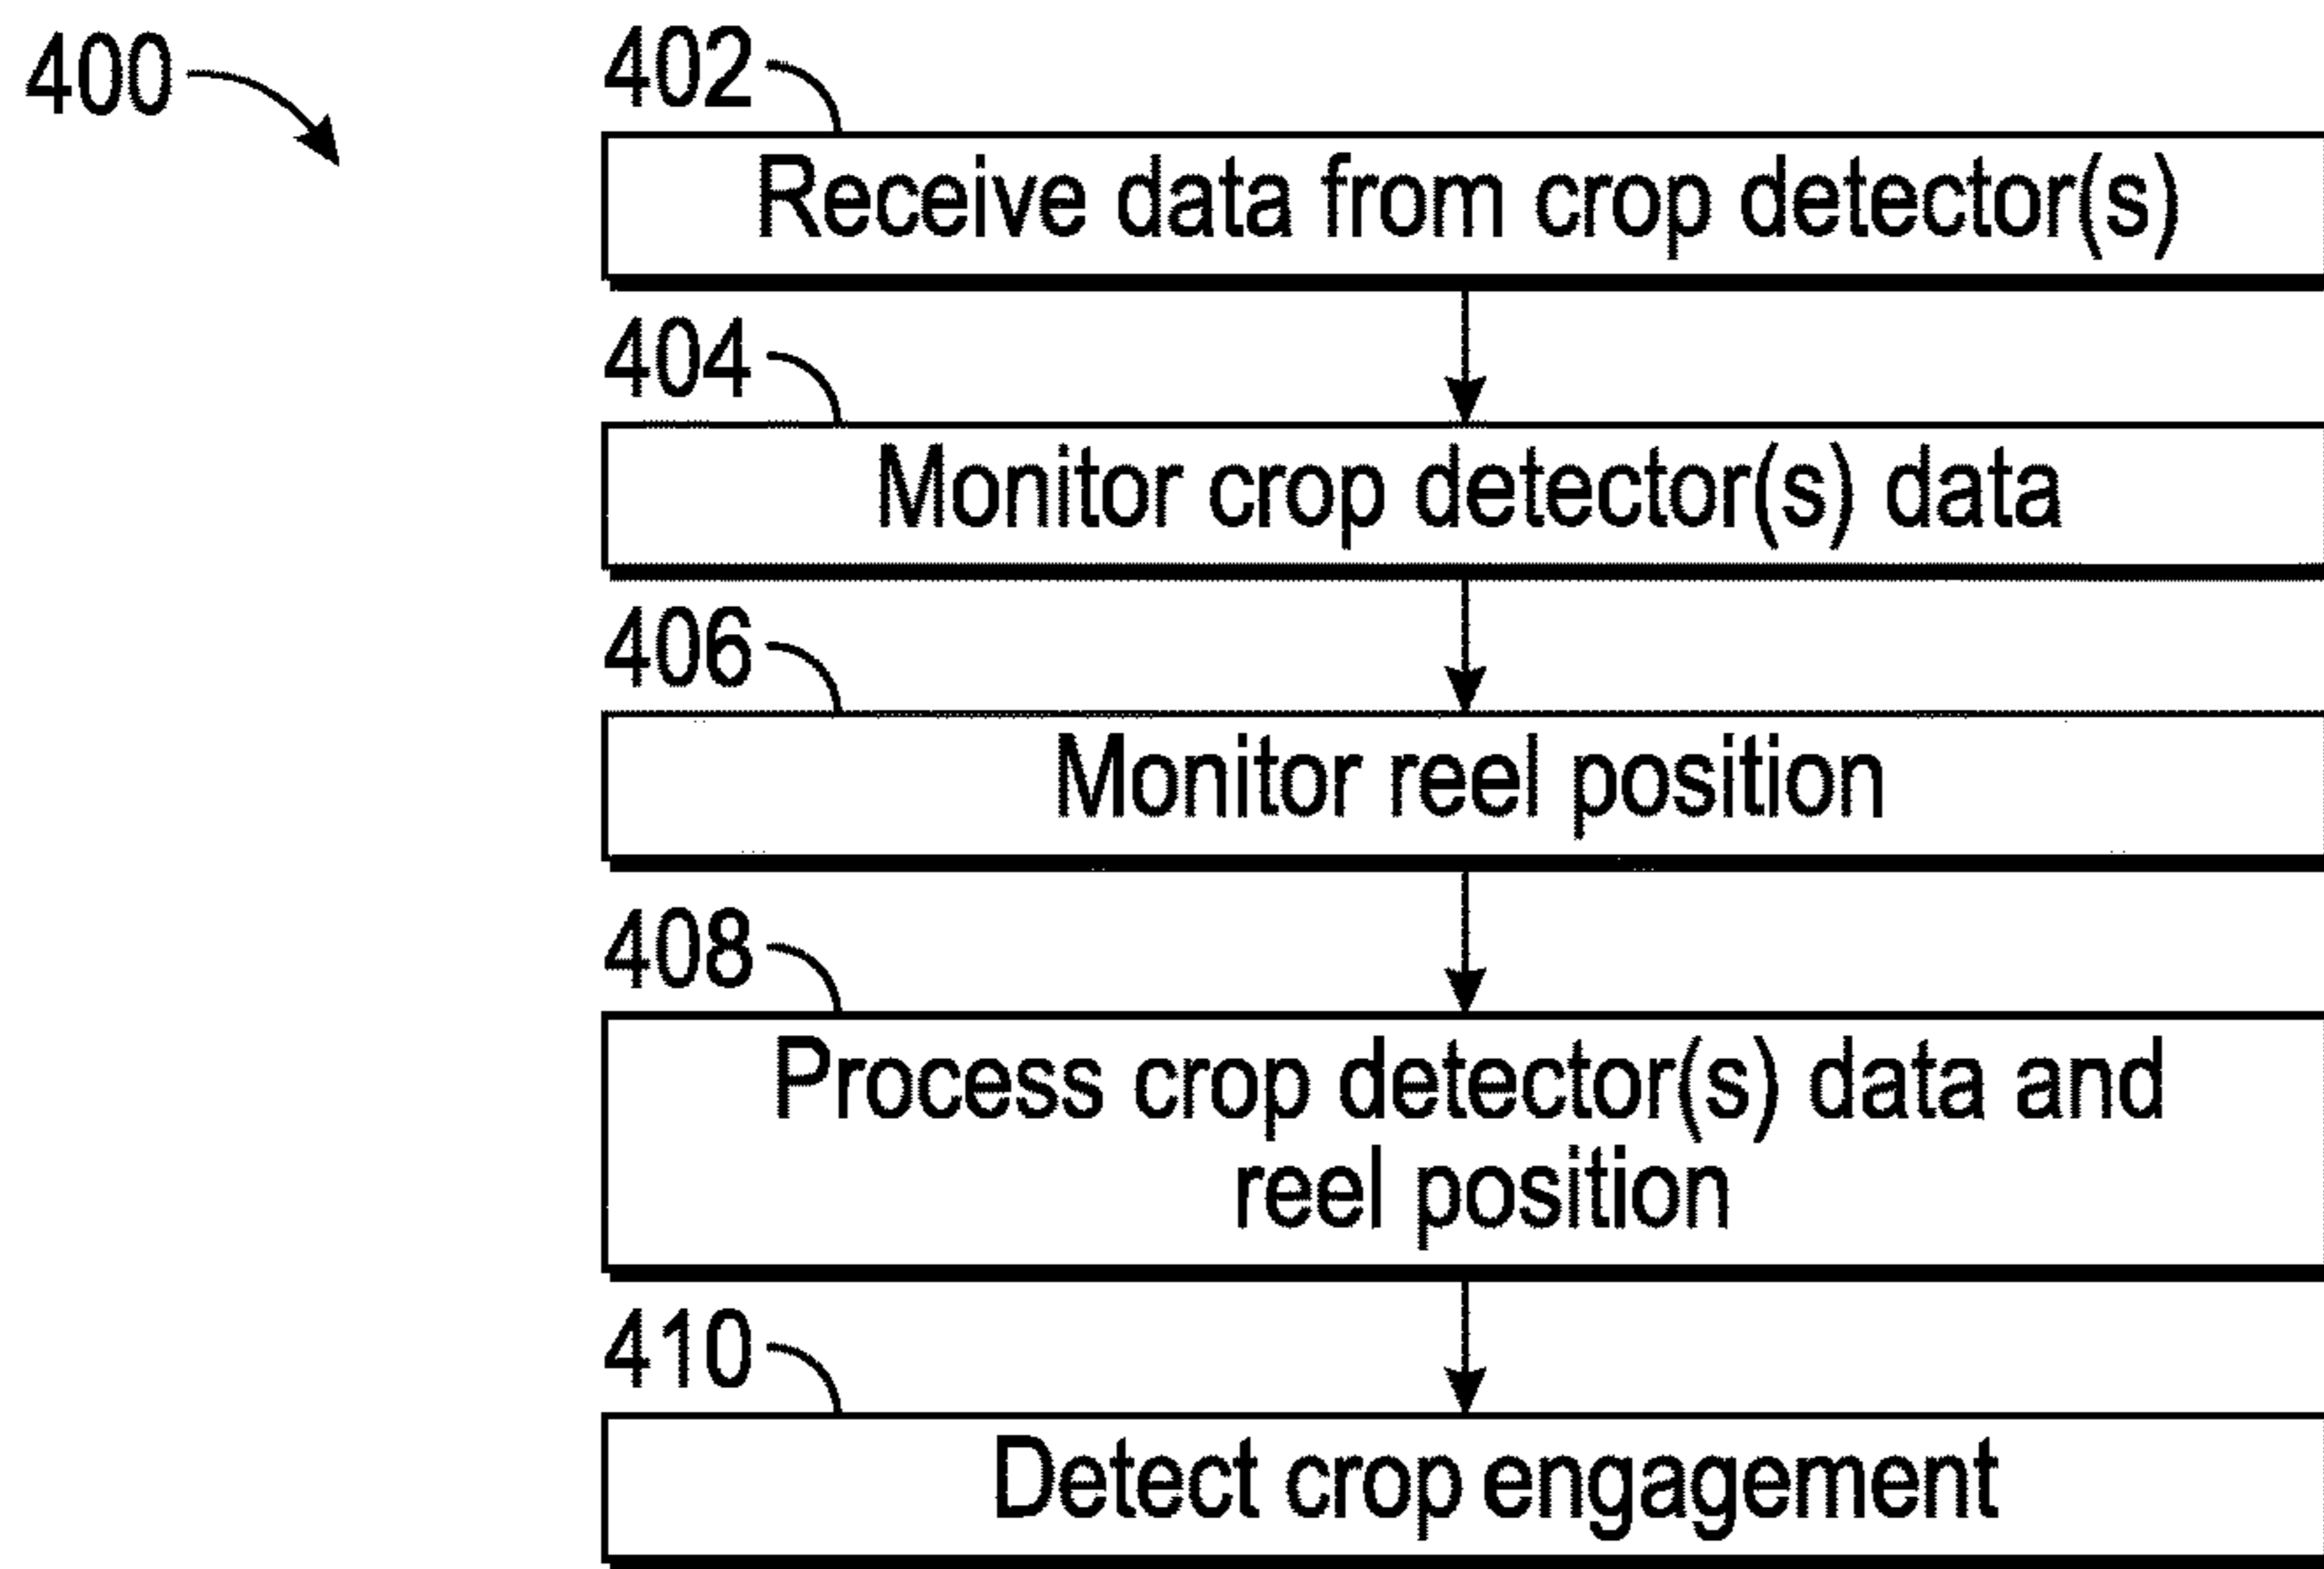 400
402
Receive data from crop detector(s)
404
Monitor crop detector(s) data
406
Monitor reel position
408
Process crop detector(s) data and
reel position
410
Detect crop engagement